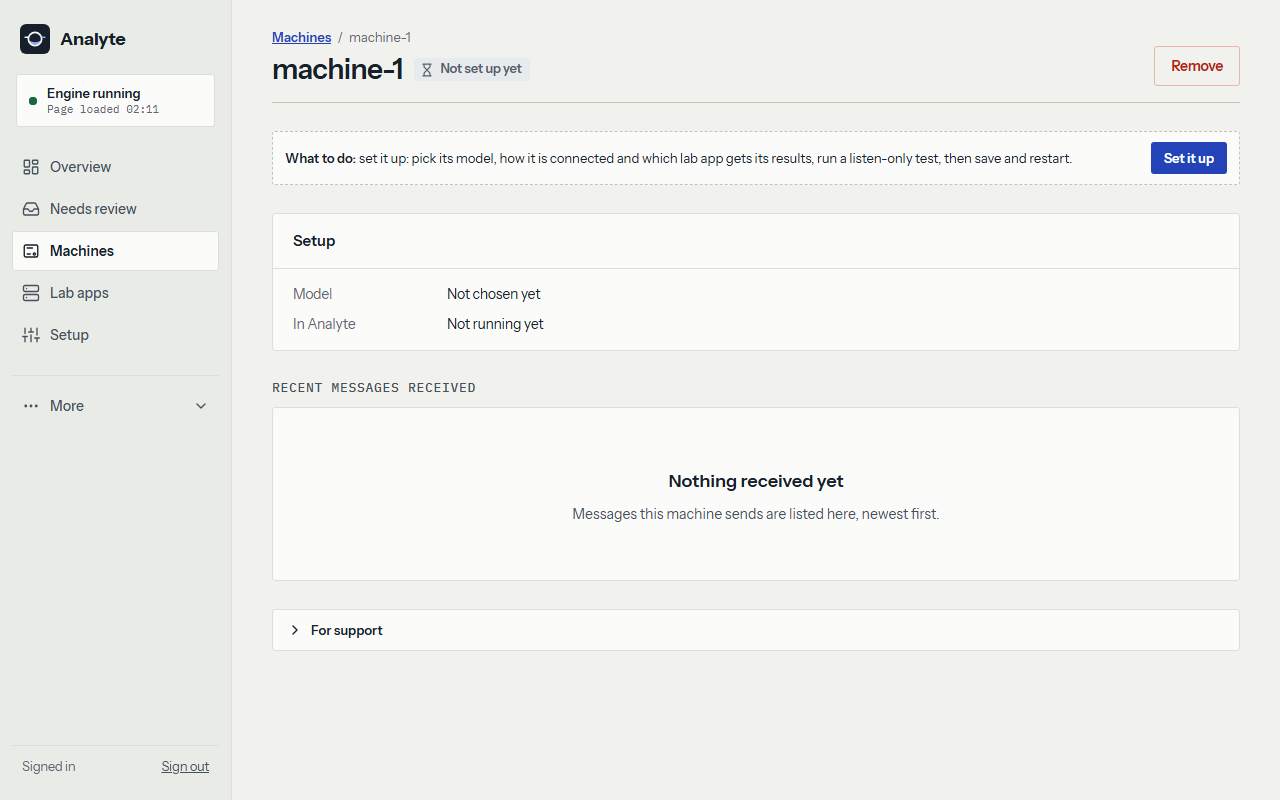 Analyte
Engine running
Page loaded 02:11
Overview
Needs review
Machines
Lab apps
Setup
More
Signed in
Sign out
Machines / machine-1
machine-1
Not set up yet
Remove
What to do: set it up: pick its model, how it is connected and which lab app gets its results, run a listen-only test, then save and restart.
Set it up
Setup
Model Not chosen yet
In Analyte Not running yet
RECENT MESSAGES RECEIVED
Nothing received yet
Messages this machine sends are listed here, newest first.
For support